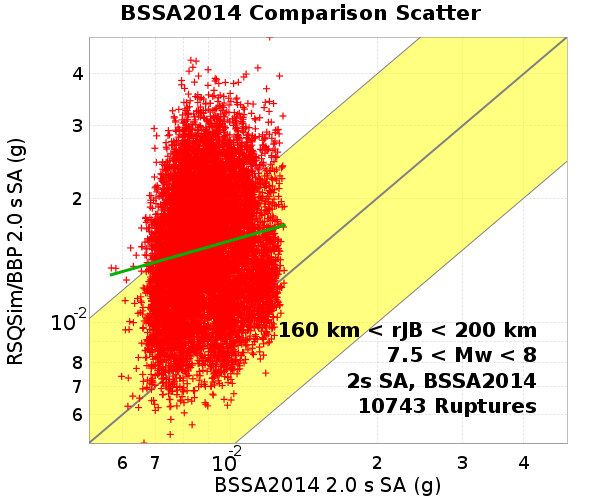 BSSA2014 Comparison Scatter
RSQSim/BBP 2.0 s SA (g)
4
3
2
10-2
8
7
6
160 km < rJB < 200 km
7.5 < Mw < 8
2s SA, BSSA2014
10743 Ruptures
6 7 10-2 2 3 4
BSSA2014 2.0 s SA (g)